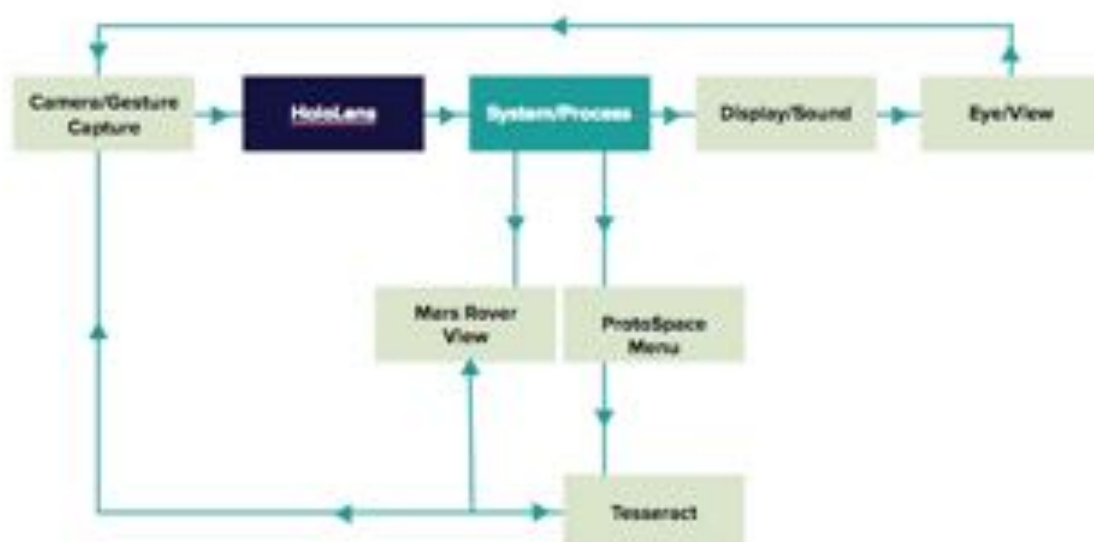 Camera/Gesture
Capture
HoloLens
System/Process
Display/Sound
Eye/View
Mars Rover
View
ProtoSpace
Menu
Tesseract